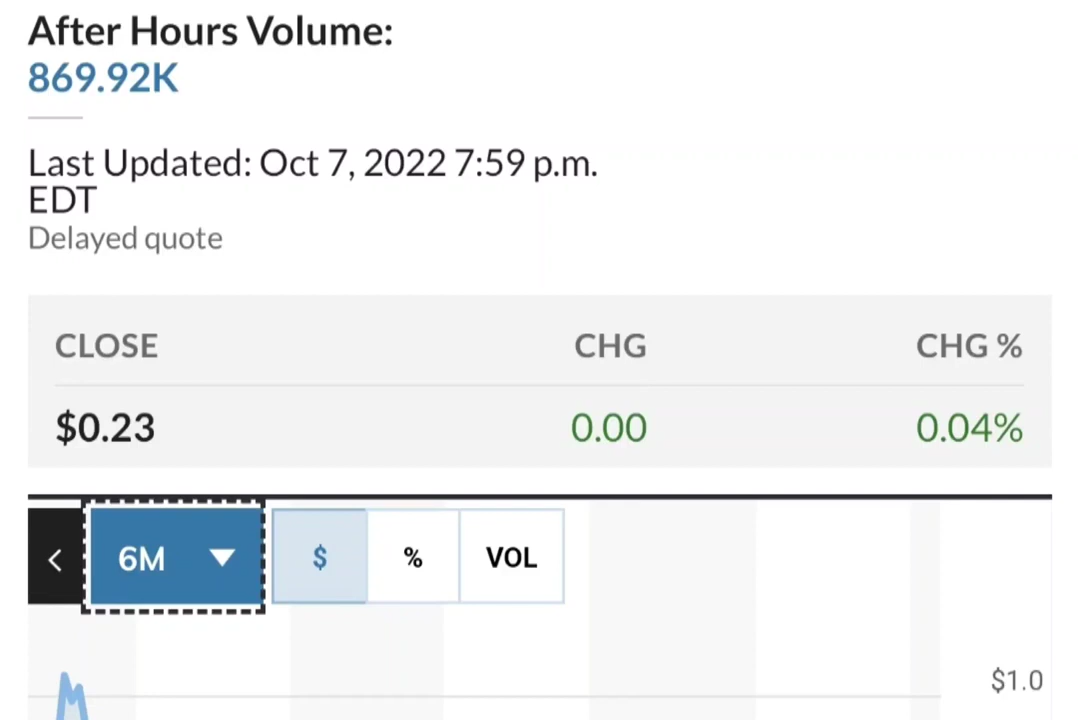 After Hours Volume:
869.92K
Last Updated: Oct 7, 2022 7:59 p.m.
EDT
Delayed quote
CLOSE CHG CHG %
$0.23 0.00 0.04%
6M $ % VOL
$1.0